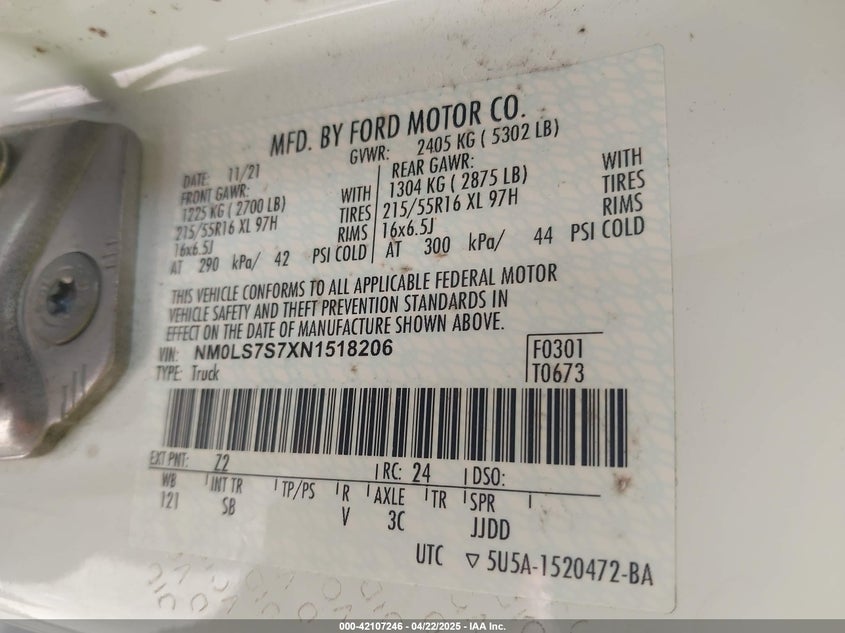 MFD. BY FORD MOTOR CO.
DATE: 11/21 GVWR: 2405 KG ( 5302 LB)
FRONT GAWR: REAR GAWR:
1225 KG ( 2700 LB) WITH 1304 KG ( 2875 LB) WITH
215/55R16 XL 97H TIRES 215/55R16 XL 97H TIRES
16x6.5J RIMS 16x6.5J RIMS
AT 290 kPa/ 42 PSI COLD AT 300 kPa/ 44 PSI COLD
THIS VEHICLE CONFORMS TO ALL APPLICABLE FEDERAL MOTOR
VEHICLE SAFETY AND THEFT PREVENTION STANDARDS IN
EFFECT ON THE DATE OF MANUFACTURE SHOWN ABOVE.
VIN: NM0LS7S7XN1518206 F0301
TYPE: Truck T0673
EXT PNT: Z2 RC: 24 DSO:
WB INT TR TP/PS R AXLE TR SPR
121 SB V 3C JJDD
UTC ▽ 5U5A-1520472-BA
000-42107246 - 04/22/2025 - IAA Inc.